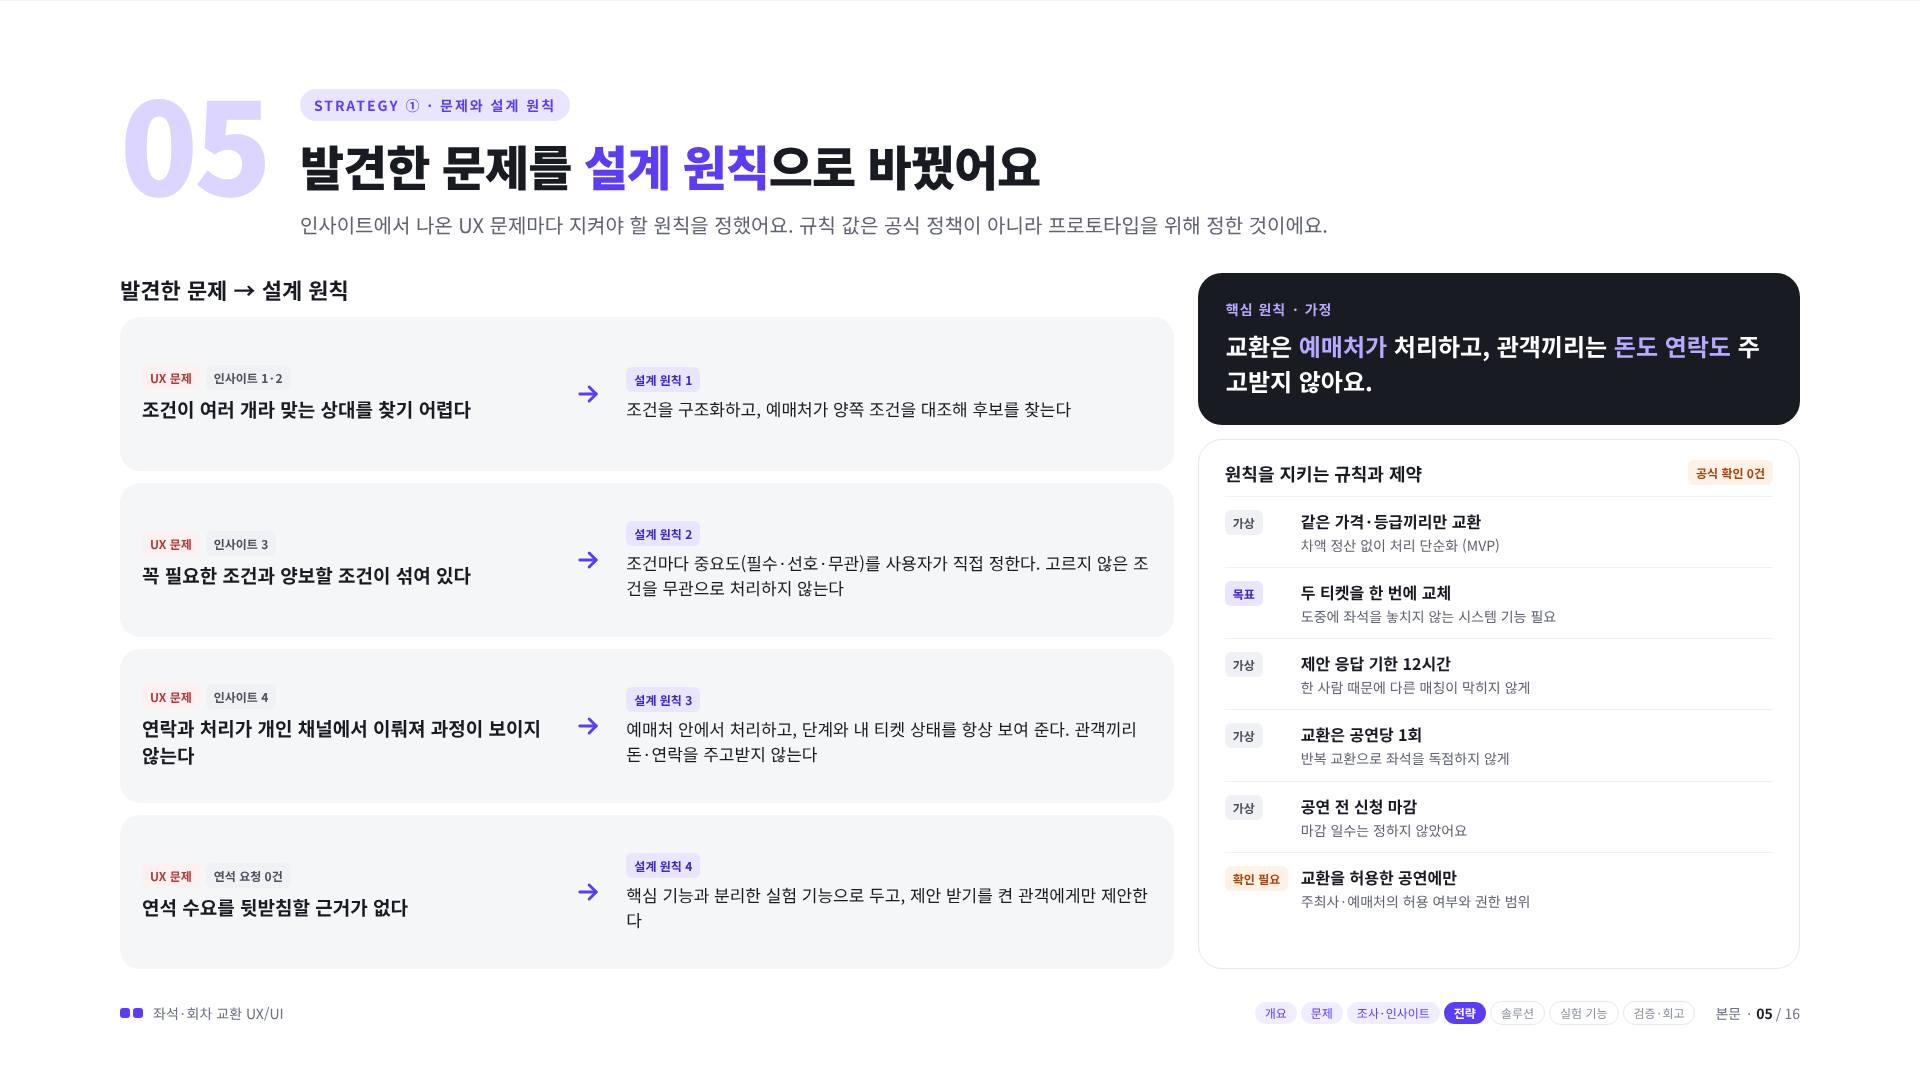 05
STRATEGY ① · 문제와 설계 원칙
발견한 문제를 설계 원칙으로 바꿨어요
인사이트에서 나온 UX 문제마다 지켜야 할 원칙을 정했어요. 규칙 값은 공식 정책이 아니라 프로토타입을 위해 정한 것이에요.
발견한 문제 → 설계 원칙
UX 문제 인사이트 1·2
조건이 여러 개라 맞는 상대를 찾기 어렵다
→
설계 원칙 1
조건을 구조화하고, 예매처가 양쪽 조건을 대조해 후보를 찾는다
UX 문제 인사이트 3
꼭 필요한 조건과 양보할 조건이 섞여 있다
→
설계 원칙 2
조건마다 중요도(필수·선호·무관)를 사용자가 직접 정한다. 고르지 않은 조
건을 무관으로 처리하지 않는다
UX 문제 인사이트 4
연락과 처리가 개인 채널에서 이뤄져 과정이 보이지
않는다
→
설계 원칙 3
예매처 안에서 처리하고, 단계와 내 티켓 상태를 항상 보여 준다. 관객끼리
돈·연락을 주고받지 않는다
UX 문제 연석 요청 0건
연석 수요를 뒷받침할 근거가 없다
→
설계 원칙 4
핵심 기능과 분리한 실험 기능으로 두고, 제안 받기를 켠 관객에게만 제안한
다
핵심 원칙 · 가정
교환은 예매처가 처리하고, 관객끼리는 돈도 연락도 주
고받지 않아요.
원칙을 지키는 규칙과 제약 공식 확인 0건
가상 같은 가격·등급끼리만 교환
차액 정산 없이 처리 단순화 (MVP)
목표 두 티켓을 한 번에 교체
도중에 좌석을 놓치지 않는 시스템 기능 필요
가상 제안 응답 기한 12시간
한 사람 때문에 다른 매칭이 막히지 않게
가상 교환은 공연당 1회
반복 교환으로 좌석을 독점하지 않게
가상 공연 전 신청 마감
마감 일수는 정하지 않았어요
확인 필요 교환을 허용한 공연에만
주최사·예매처의 허용 여부와 권한 범위
좌석·회차 교환 UX/UI
개요 문제 조사·인사이트 전략 솔루션 실험 기능 검증·회고 본문 · 05 / 16